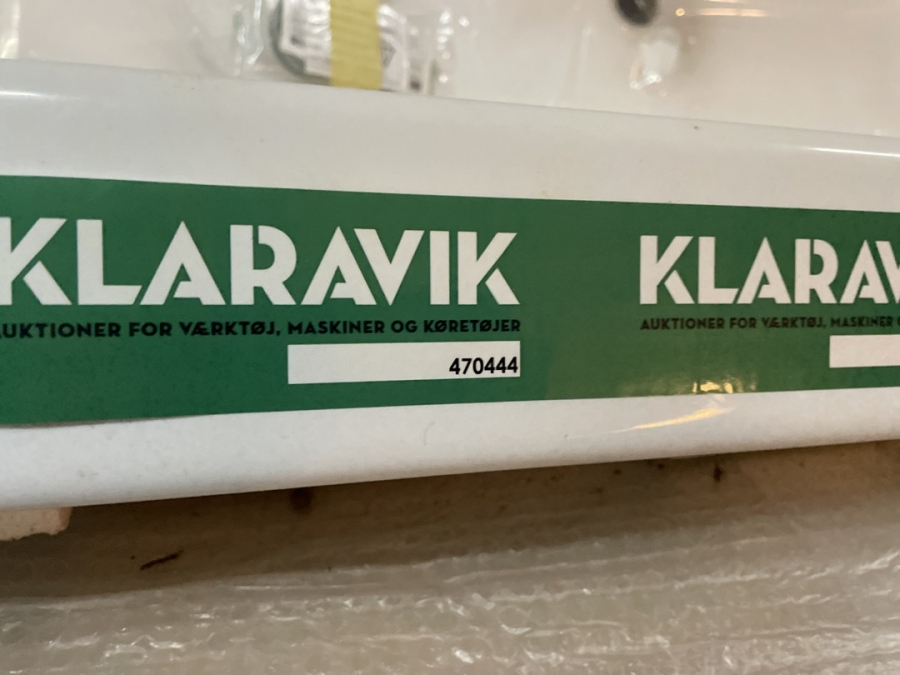 KLARAVIK
AUKTIONER FOR VÆRKTØJ, MASKINER OG KØRETØJER
470444
KLARAV
AUKTIONER FOR VÆRKTØJ, MASKINER